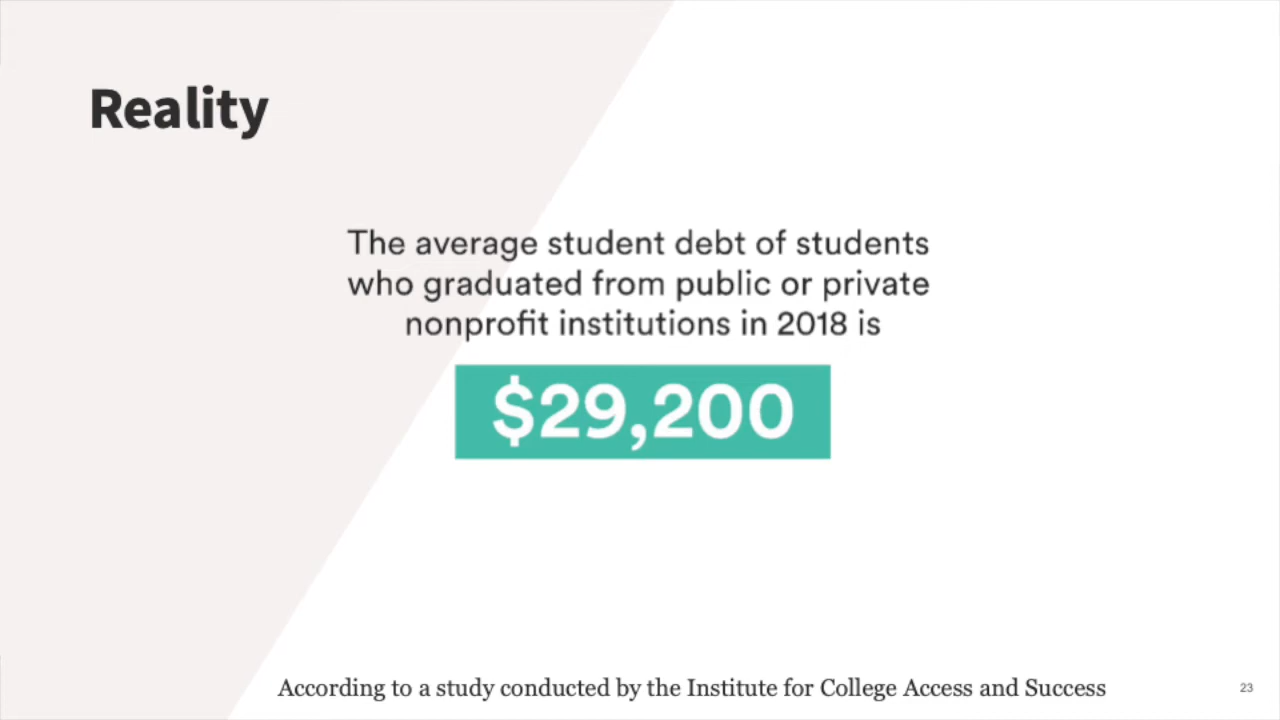 Reality
The average student debt of students
who graduated from public or private
nonprofit institutions in 2018 is
$29,200
According to a study conducted by the Institute for College Access and Success
23